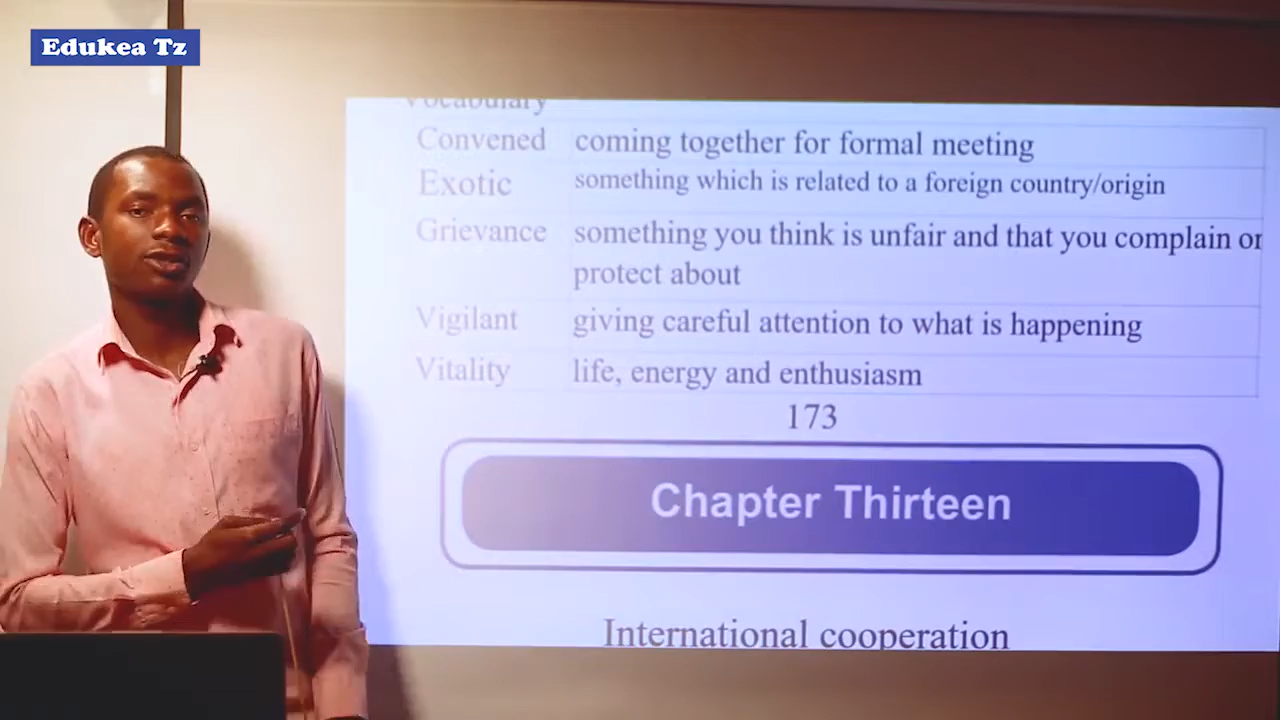 Edukea Tz
Vocabulary
Convened coming together for formal meeting
Exotic something which is related to a foreign country/origin
Grievance something you think is unfair and that you complain or
protect about
Vigilant giving careful attention to what is happening
Vitality life, energy and enthusiasm
173
Chapter Thirteen
International cooperation